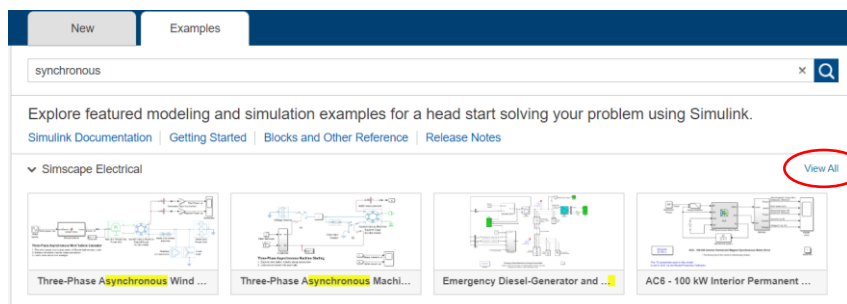 New Examples
synchronous ×
Explore featured modeling and simulation examples for a head start solving your problem using Simulink.
Simulink Documentation | Getting Started | Blocks and Other Reference | Release Notes
Simscape Electrical View All
Three-Phase Asynchronous Wind ... Three-Phase Asynchronous Machi... Emergency Diesel-Generator and ... AC6 - 100 kW Interior Permanent ...